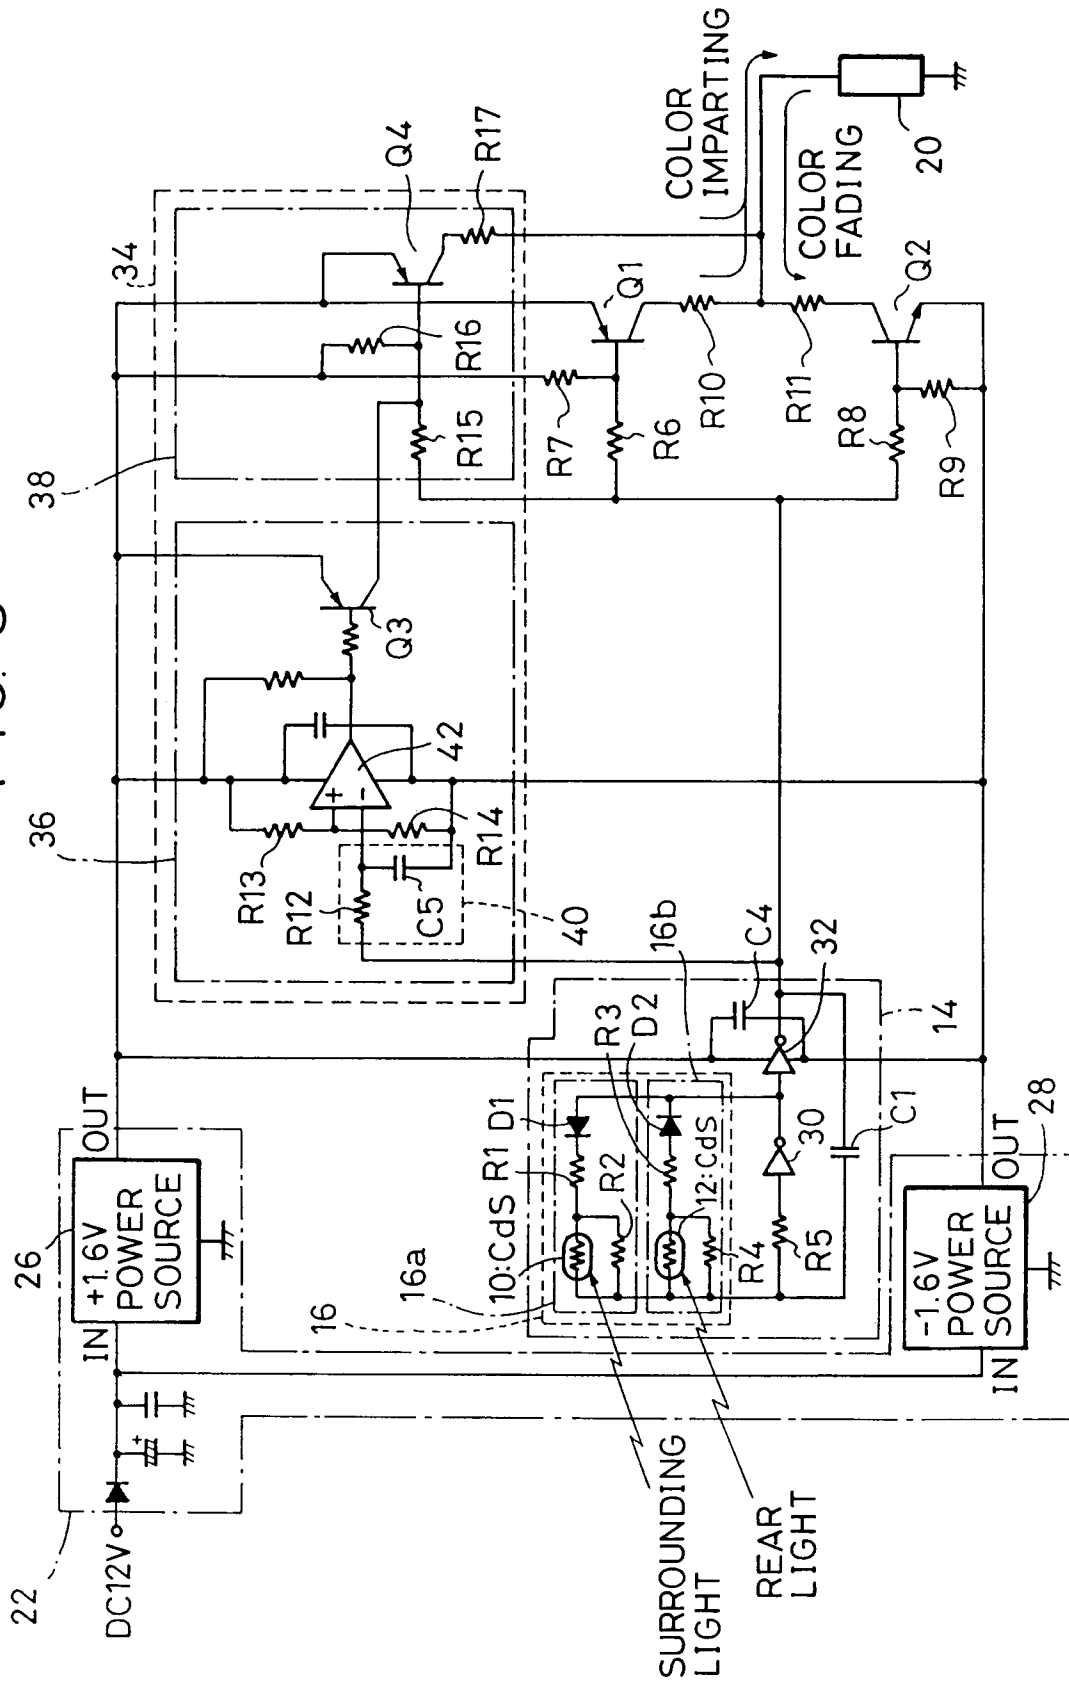 22
DC12V
+
IN
26
+1.6V
POWER
SOURCE
OUT
IN
-1.6V
POWER
SOURCE
OUT
28
SURROUNDING
LIGHT
REAR
LIGHT
16
16a
10:CdS
R1
D1
R2
16b
R3
D2
12:CdS
R4
R5
30
C1
14
32
C4
34
36
R13
R12
C5
40
R14
+
−
42
Q3
38
R15
R16
Q4
R17
R7
R6
Q1
R10
R11
R8
R9
Q2
COLOR
IMPARTING
COLOR
FADING
20